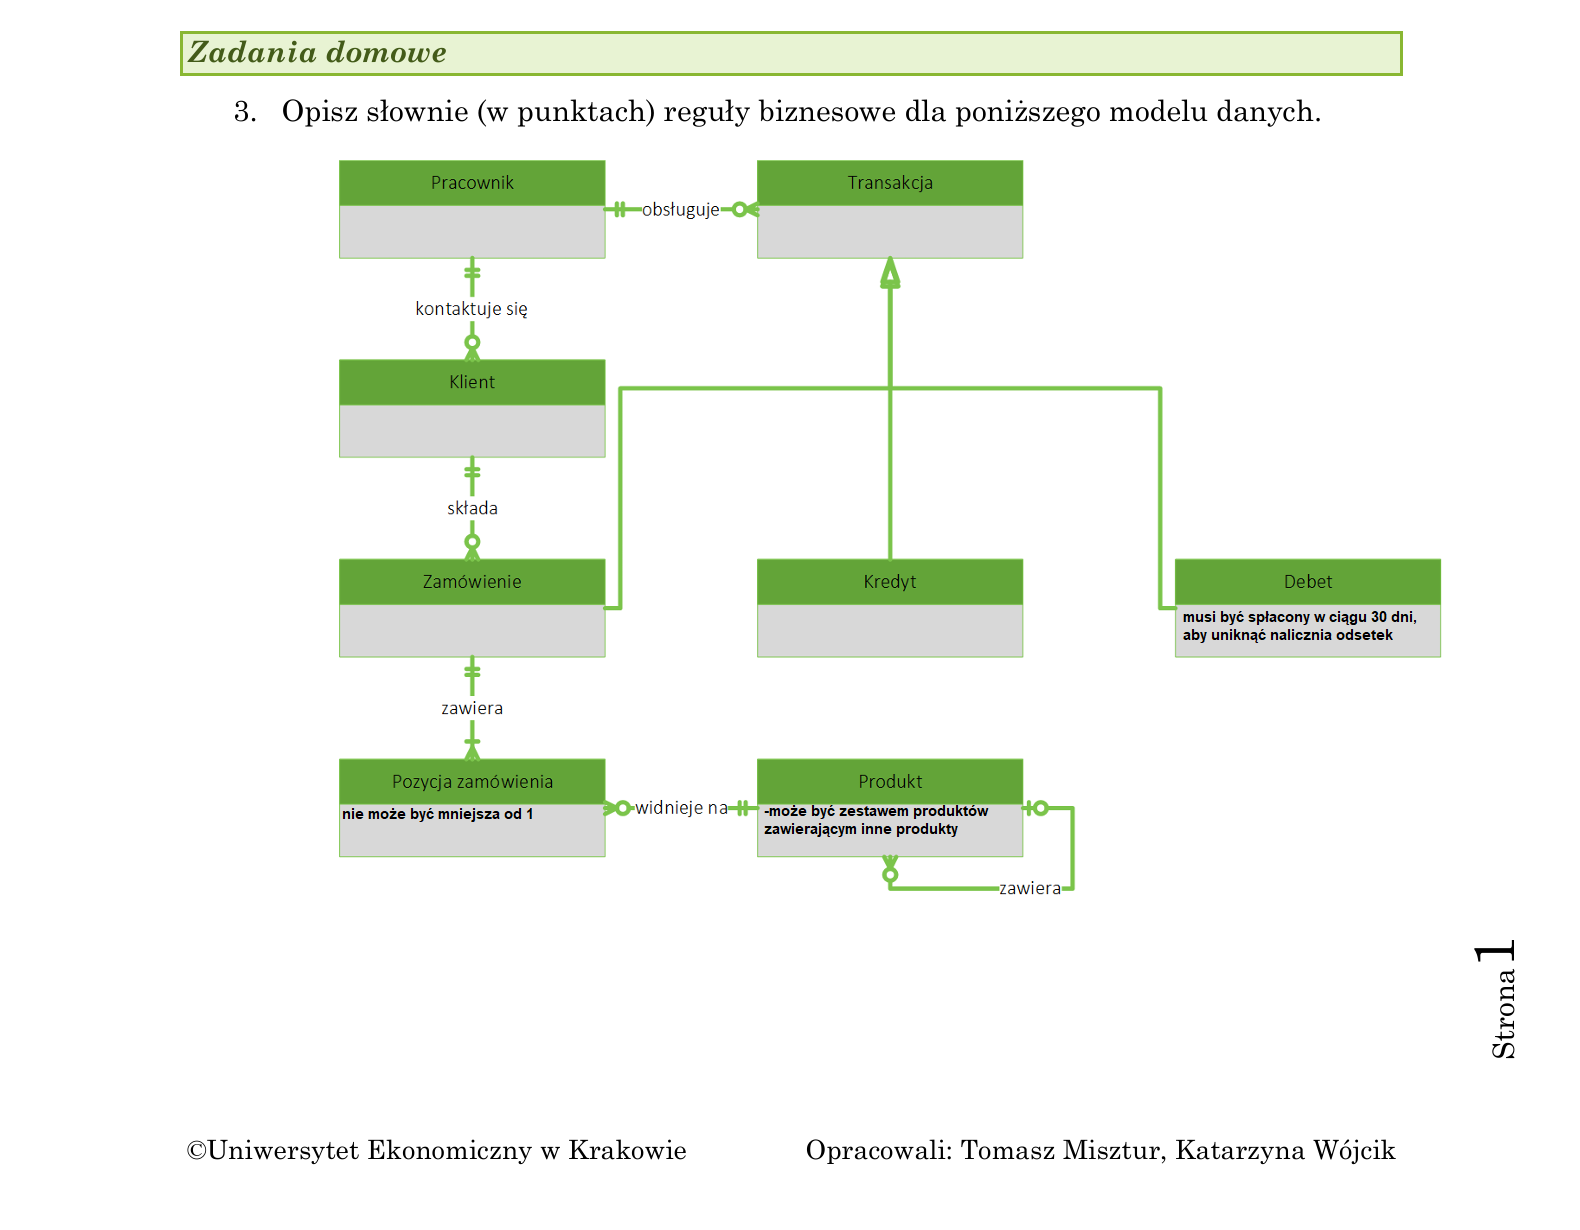 Zadania domowe
3. Opisz słownie (w punktach) reguły biznesowe dla poniższego modelu danych.
Pracownik
Transakcja
obsługuje
kontaktuje się
Klient
składa
Zamówienie
Kredyt
Debet
musi być spłacony w ciągu 30 dni,
aby uniknąć nalicznia odsetek
zawiera
Pozycja zamówienia
nie może być mniejsza od 1
widnieje na
Produkt
-może być zestawem produktów
zawierającym inne produkty
zawiera
Strona 1
©Uniwersytet Ekonomiczny w Krakowie
Opracowali: Tomasz Misztur, Katarzyna Wójcik